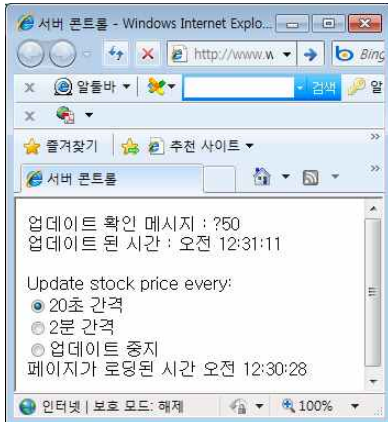 서버 콘트롤 - Windows Internet Explo...
http://www.w
Bing
x 알툴바 검색 알
x
즐겨찾기 추천 사이트
서버 콘트롤
업데이트 확인 메시지 : ?50
업데이트 된 시간 : 오전 12:31:11
Update stock price every:
20초 간격
2분 간격
업데이트 중지
페이지가 로딩된 시간 오전 12:30:28
인터넷 | 보호 모드: 해제 100%